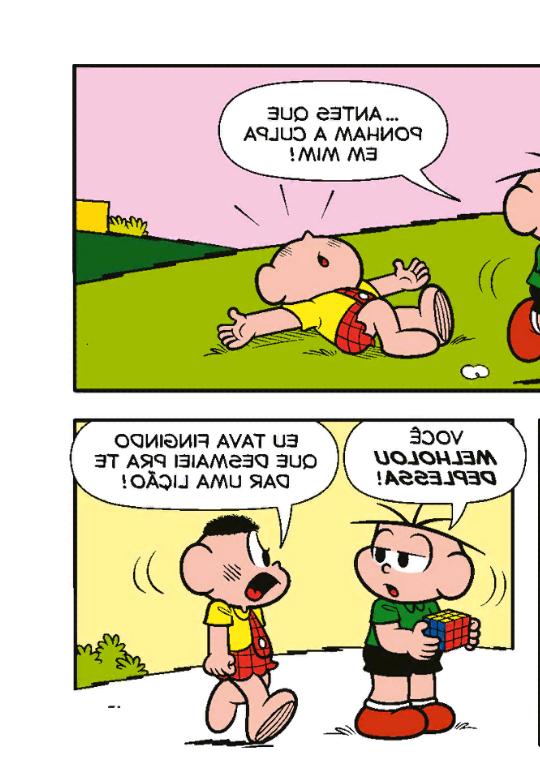 ... ANTES QUE
PONHAM A CULPA
EM MIM!
VOCÊ
MELHOLOU
DEPLESSA!
EU TAVA FINGINDO
QUE DESMAIEI PRA TE
DAR UMA LIÇÃO!